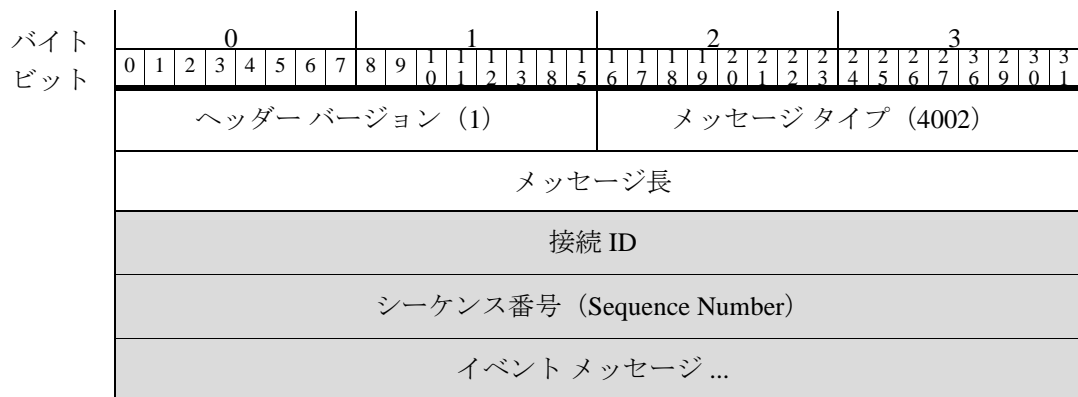 バイト 0 1 2 3
ビット 0 1 2 3 4 5 6 7 8 9 10 11 12 13 18 15 16 17 18 19 20 21 22 23 24 25 26 27 36 29 30 31
ヘッダー バージョン（1） メッセージ タイプ（4002）
メッセージ長
接続 ID
シーケンス番号（Sequence Number）
イベント メッセージ ...